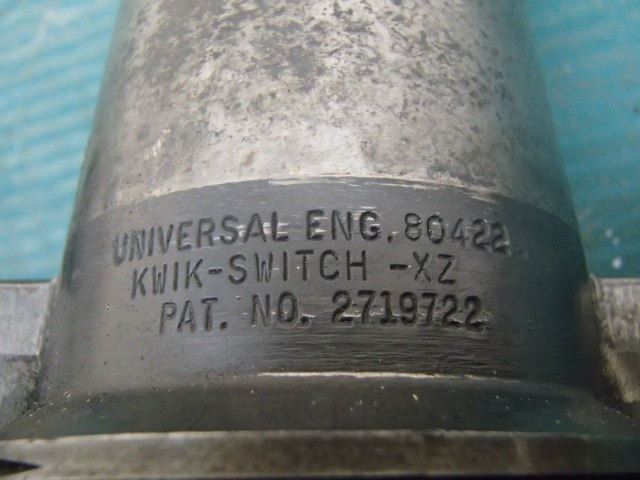 UNIVERSAL ENG. 80422
KWIK-SWITCH -XZ
PAT. NO. 2719722